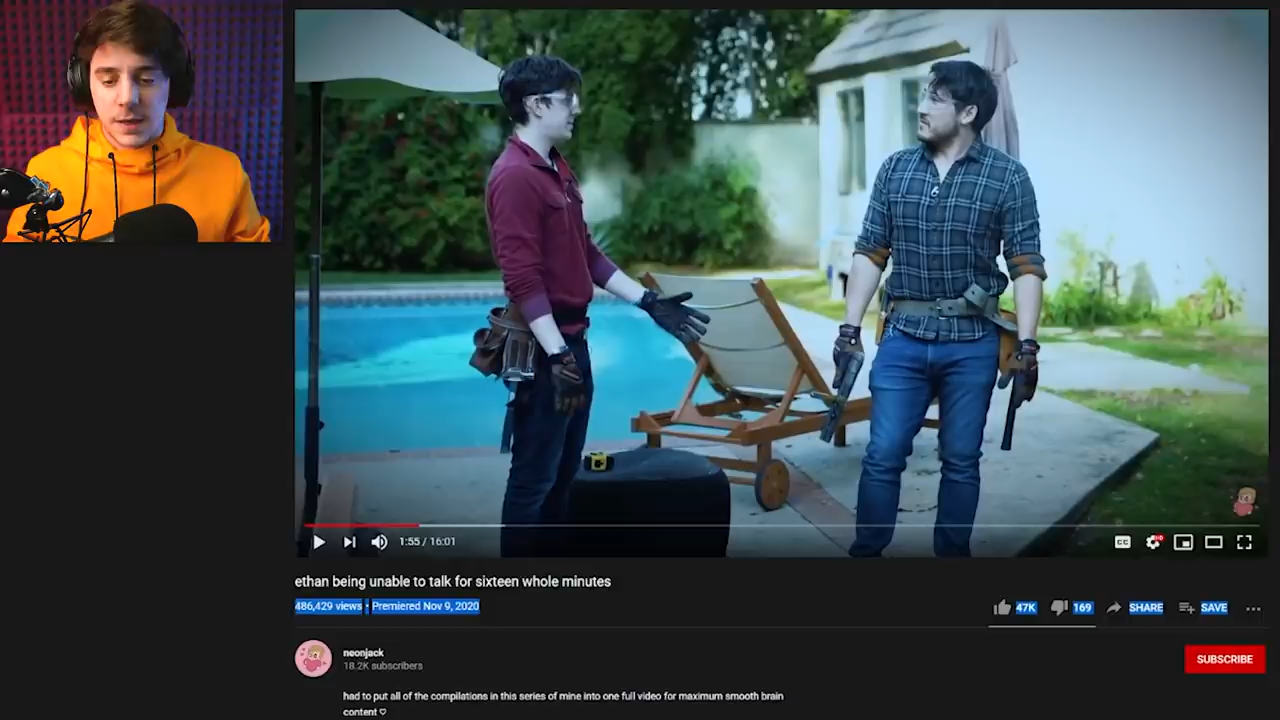 1:55 / 16:01
CC
HD
ethan being unable to talk for sixteen whole minutes
486,429 views • Premiered Nov 9, 2020
47K 169 SHARE SAVE
neonjack
18.2K subscribers
SUBSCRIBE
had to put all of the compilations in this series of mine into one full video for maximum smooth brain
content ♡